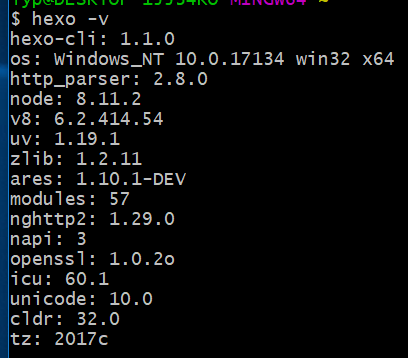 $ hexo -v
hexo-cli: 1.1.0
os: Windows_NT 10.0.17134 win32 x64
http_parser: 2.8.0
node: 8.11.2
v8: 6.2.414.54
uv: 1.19.1
zlib: 1.2.11
ares: 1.10.1-DEV
modules: 57
nghttp2: 1.29.0
napi: 3
openssl: 1.0.2o
icu: 60.1
unicode: 10.0
cldr: 32.0
tz: 2017c